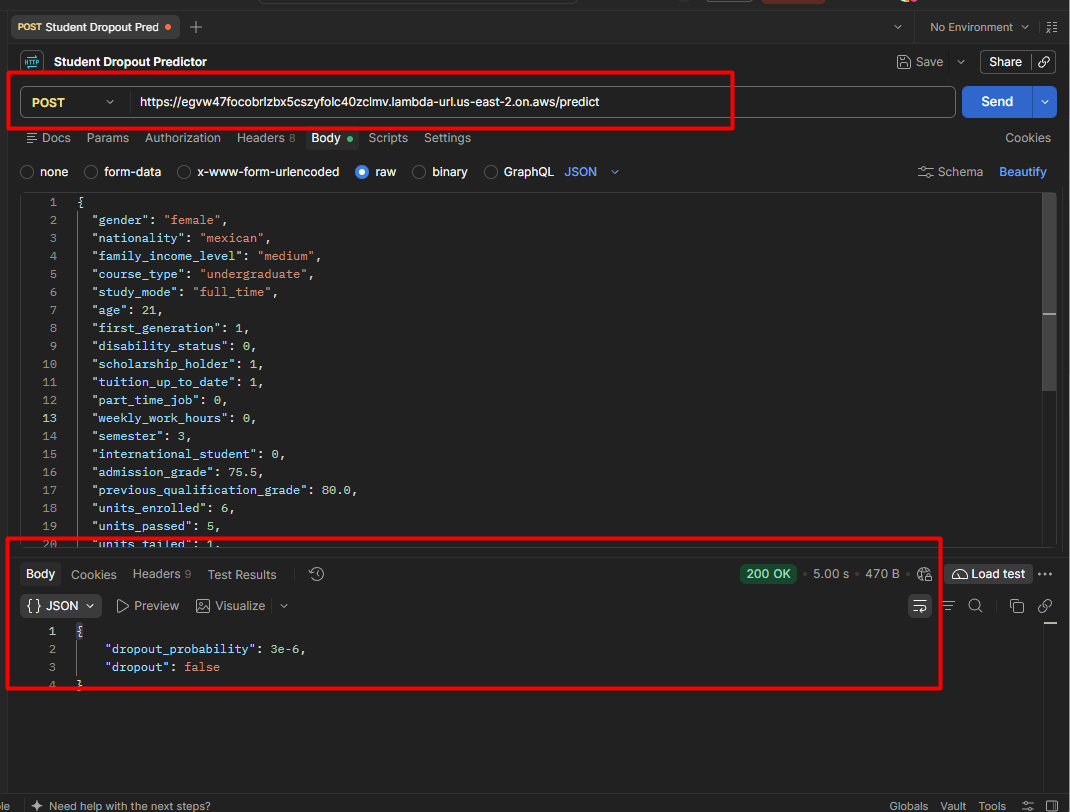 POST Student Dropout Pred
No Environment
HTTP Student Dropout Predictor
Save
Share
POST
https://egvw47focobrlzbx5cszyfolc40zclmv.lambda-url.us-east-2.on.aws/predict
Send
Docs Params Authorization Headers 8 Body Scripts Settings
Cookies
none form-data x-www-form-urlencoded raw binary GraphQL JSON
Schema Beautify
1 {
2 "gender": "female",
3 "nationality": "mexican",
4 "family_income_level": "medium",
5 "course_type": "undergraduate",
6 "study_mode": "full_time",
7 "age": 21,
8 "first_generation": 1,
9 "disability_status": 0,
10 "scholarship_holder": 1,
11 "tuition_up_to_date": 1,
12 "part_time_job": 0,
13 "weekly_work_hours": 0,
14 "semester": 3,
15 "international_student": 0,
16 "admission_grade": 75.5,
17 "previous_qualification_grade": 80.0,
18 "units_enrolled": 6,
19 "units_passed": 5,
20 "units_failed": 1,
Body Cookies Headers 9 Test Results
200 OK • 5.00 s • 470 B •
Load test
{} JSON Preview Visualize
1 {
2 "dropout_probability": 3e-6,
3 "dropout": false
4 }
Need help with the next steps?
Globals Vault Tools